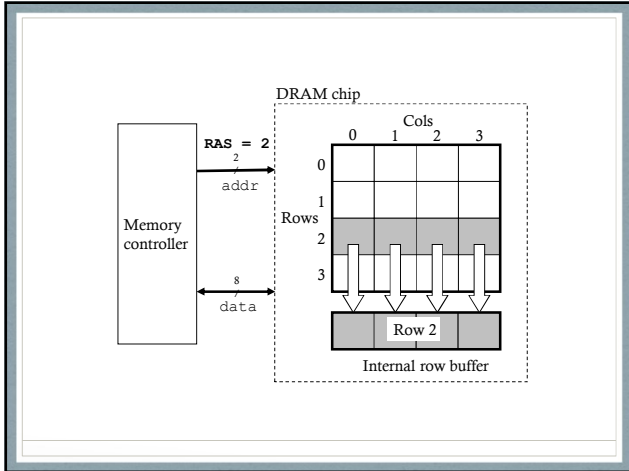 DRAM chip
Cols
0 1 2 3
RAS = 2
2
/
addr
0
1
Rows
2
3
Memory
controller
8
/
data
Row 2
Internal row buffer